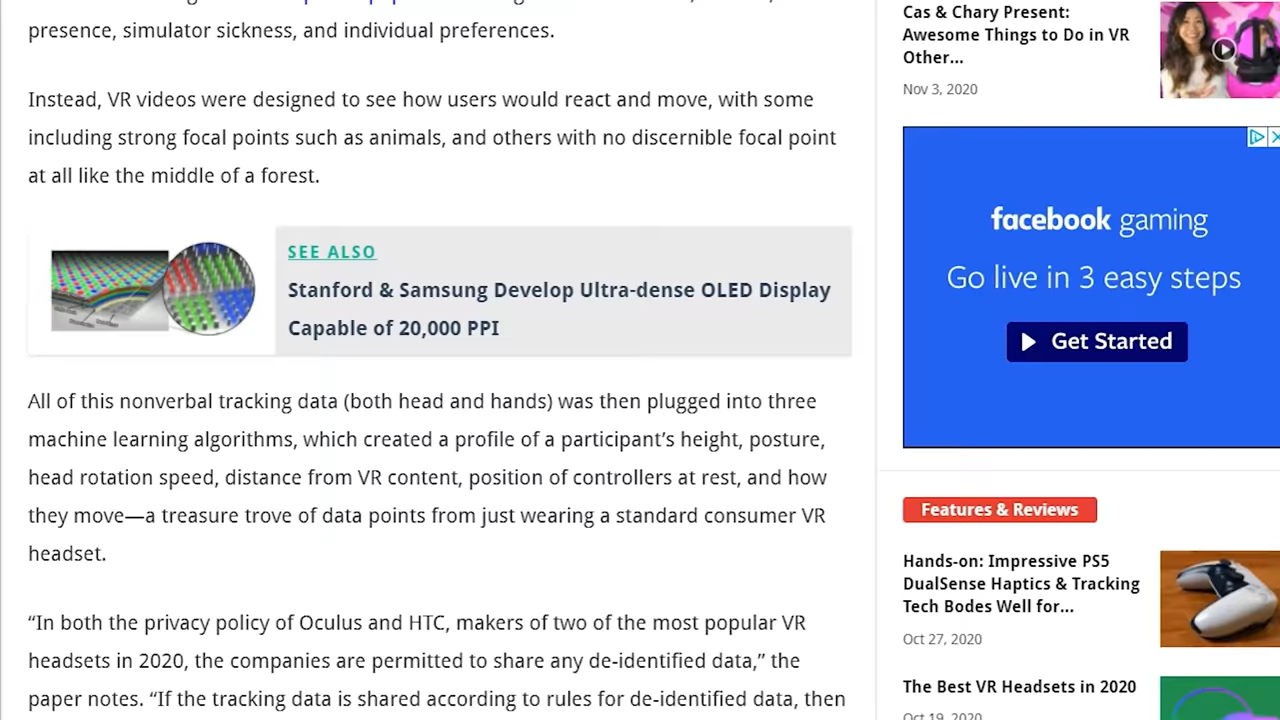 presence, simulator sickness, and individual preferences.
Instead, VR videos were designed to see how users would react and move, with some
including strong focal points such as animals, and others with no discernible focal point
at all like the middle of a forest.
SEE ALSO
Stanford & Samsung Develop Ultra-dense OLED Display
Capable of 20,000 PPI
All of this nonverbal tracking data (both head and hands) was then plugged into three
machine learning algorithms, which created a profile of a participant’s height, posture,
head rotation speed, distance from VR content, position of controllers at rest, and how
they move—a treasure trove of data points from just wearing a standard consumer VR
headset.
“In both the privacy policy of Oculus and HTC, makers of two of the most popular VR
headsets in 2020, the companies are permitted to share any de-identified data,” the
paper notes. “If the tracking data is shared according to rules for de-identified data, then
Cas & Chary Present:
Awesome Things to Do in VR
Other...
Nov 3, 2020
facebook gaming
Go live in 3 easy steps
Get Started
Features & Reviews
Hands-on: Impressive PS5
DualSense Haptics & Tracking
Tech Bodes Well for...
Oct 27, 2020
The Best VR Headsets in 2020
Oct 19, 2020